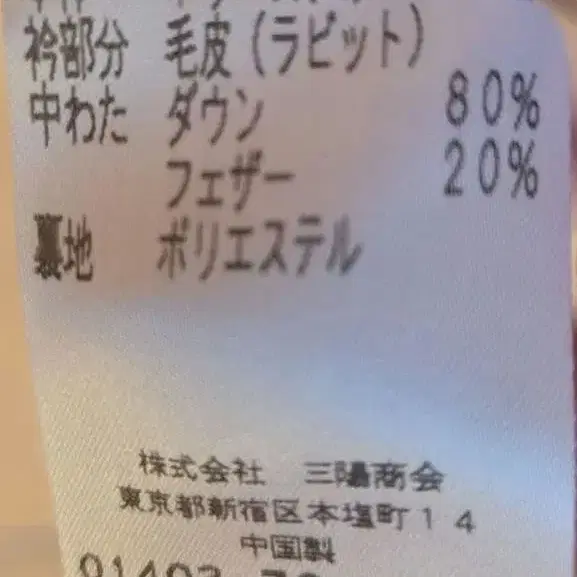 衿部分 毛皮(ラビット)
中わた ダウン 80%
フェザー 20%
裏地 ポリエステル
株式会社 三陽商会
東京都新宿区本塩町14
中国製